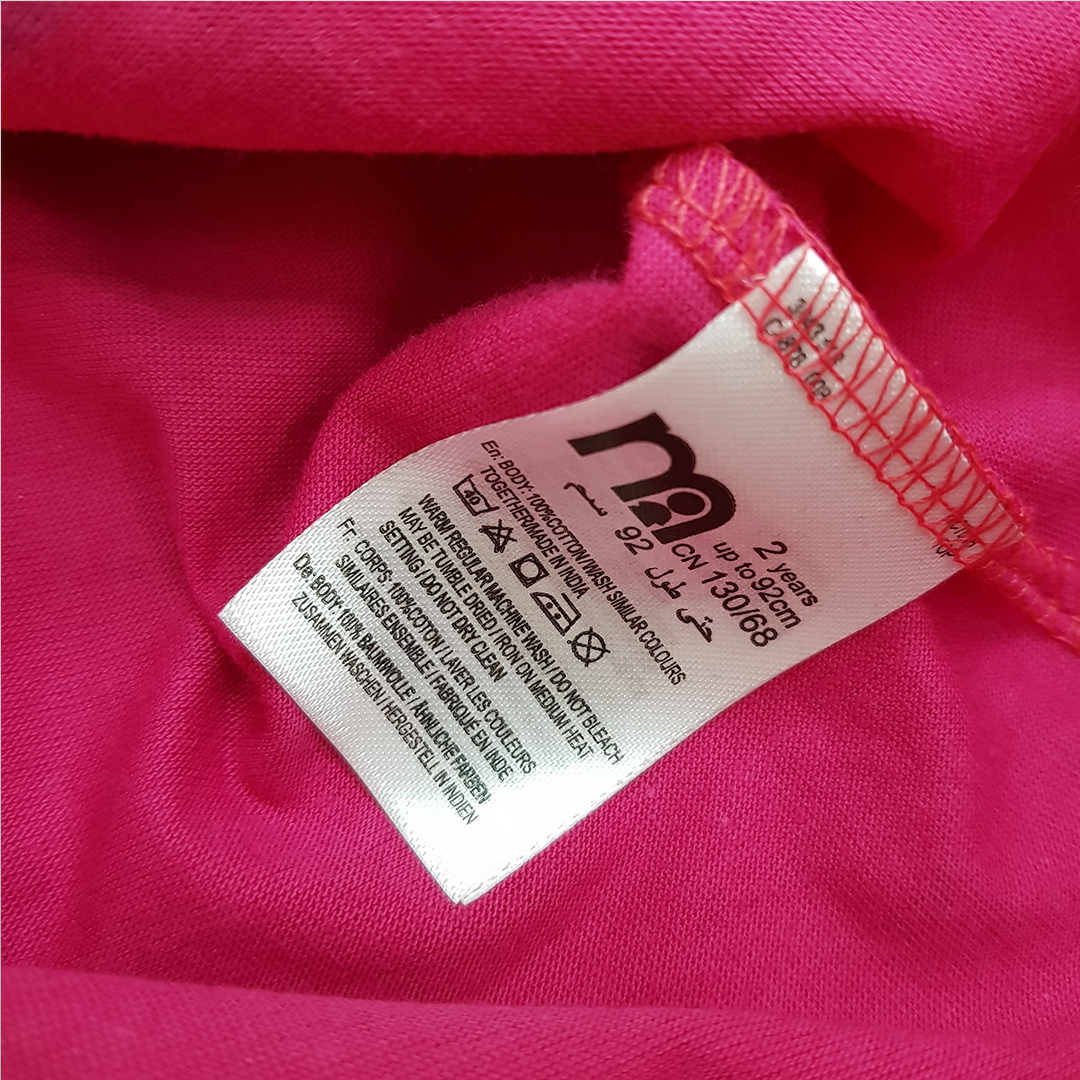 m
2 years
up to 92cm
CN 130/68
حتى طول 92 سم
En: BODY: 100%COTTON/WASH SIMILAR COLOURS
TOGETHER/MADE IN INDIA
40
WARM REGULAR MACHINE WASH / DO NOT BLEACH
MAY BE TUMBLE DRIED / IRON ON MEDIUM HEAT
SETTING / DO NOT DRY CLEAN
Fr CORPS: 100%COTON / LAVER LES COULEURS
SIMILAIRES ENSEMBLE / FABRIQUÉ EN INDE
De BODY 100% BAUMWOLLE / ÄHNLICHE FARBEN
ZUSAMMEN WASCHEN / HERGESTELL IN INDIEN